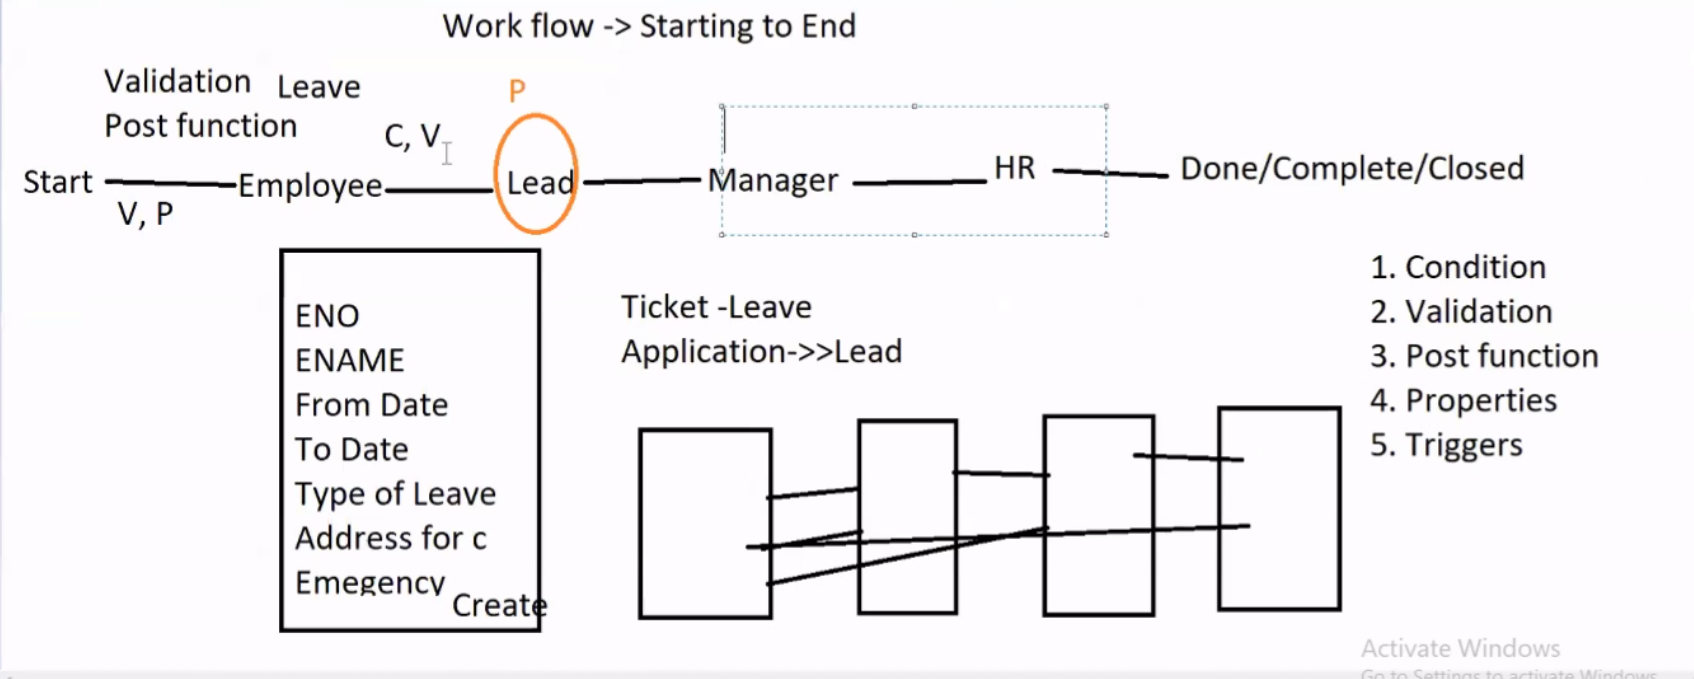 Work flow -> Starting to End
Validation Leave
Post function
P
C, V
Start Employee Lead Manager HR Done/Complete/Closed
V, P
ENO
ENAME
From Date
To Date
Type of Leave
Address for c
Emegency
Create
Ticket -Leave
Application->>Lead
1. Condition
2. Validation
3. Post function
4. Properties
5. Triggers
Activate Windows
Go to Settings to activate Windows